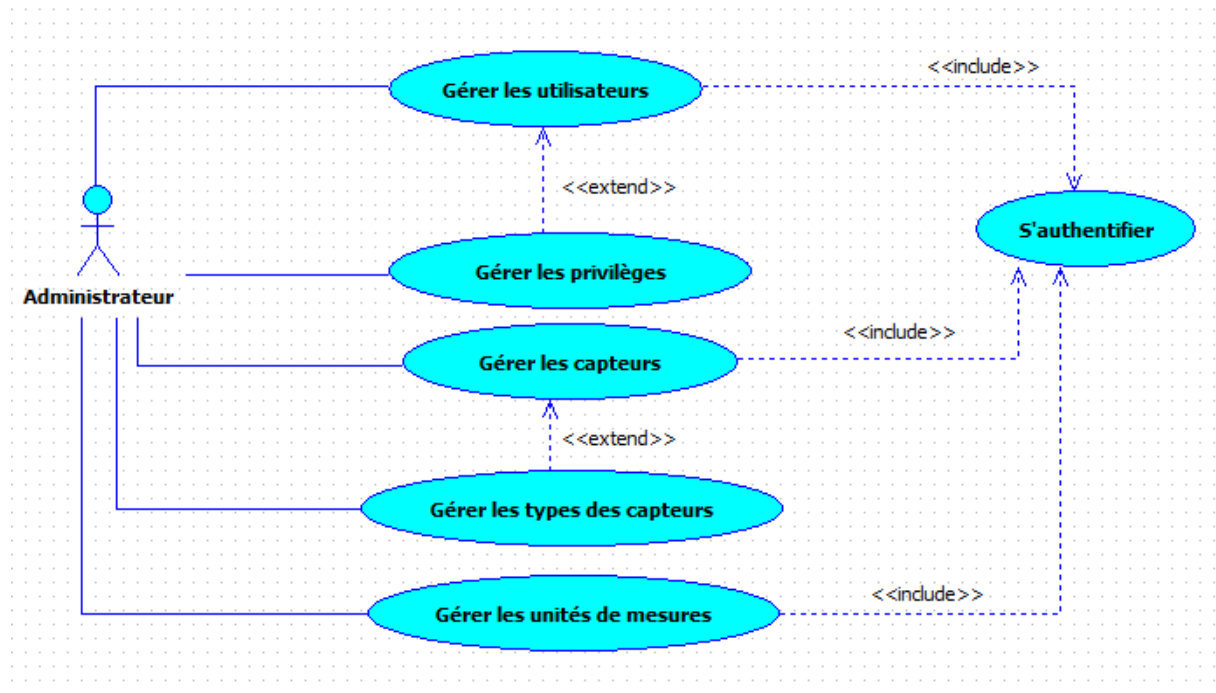 <<include>>
Gérer les utilisateurs
<<extend>>
S'authentifier
Gérer les privilèges
Administrateur
<<include>>
Gérer les capteurs
<<extend>>
Gérer les types des capteurs
<<include>>
Gérer les unités de mesures